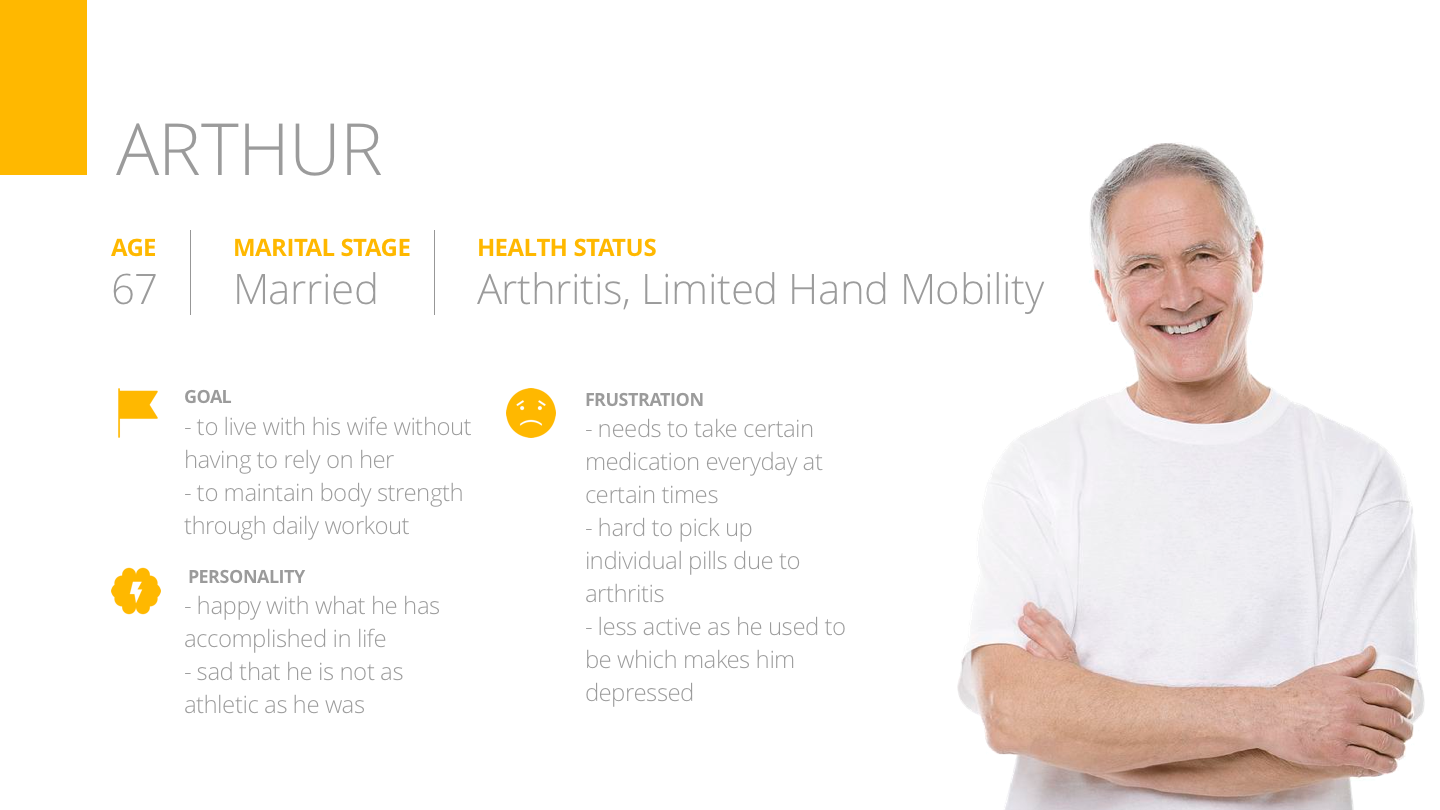 ARTHUR
AGE
67
MARITAL STAGE
Married
HEALTH STATUS
Arthritis, Limited Hand Mobility
GOAL
- to live with his wife without
having to rely on her
- to maintain body strength
through daily workout
PERSONALITY
- happy with what he has
accomplished in life
- sad that he is not as
athletic as he was
FRUSTRATION
- needs to take certain
medication everyday at
certain times
- hard to pick up
individual pills due to
arthritis
- less active as he used to
be which makes him
depressed